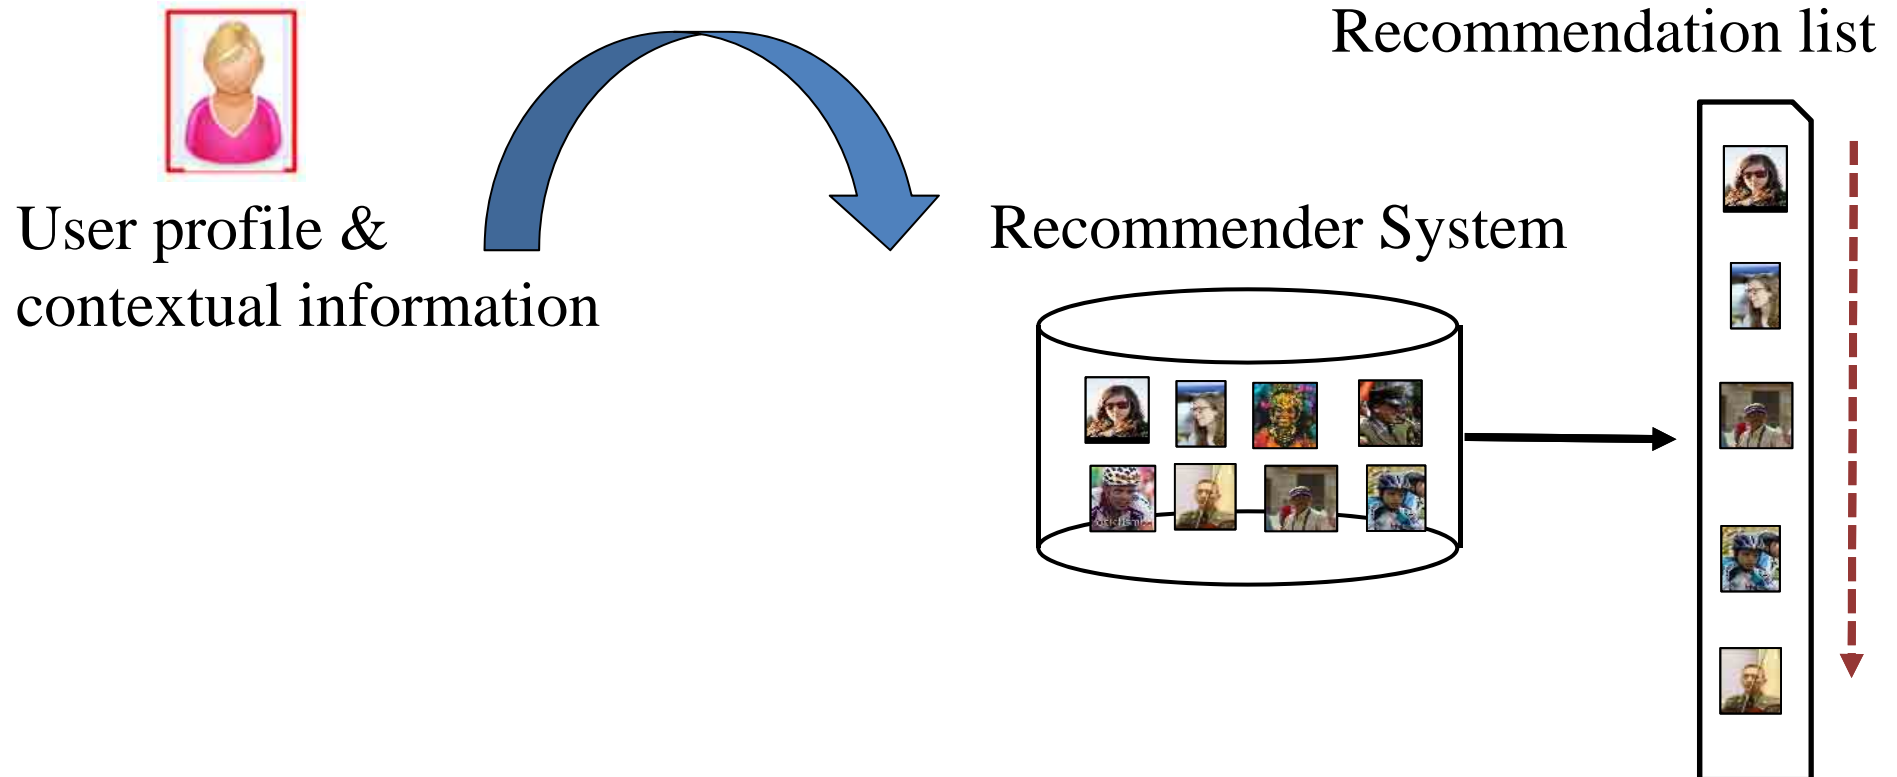 Recommendation list
User profile &
contextual information
Recommender System